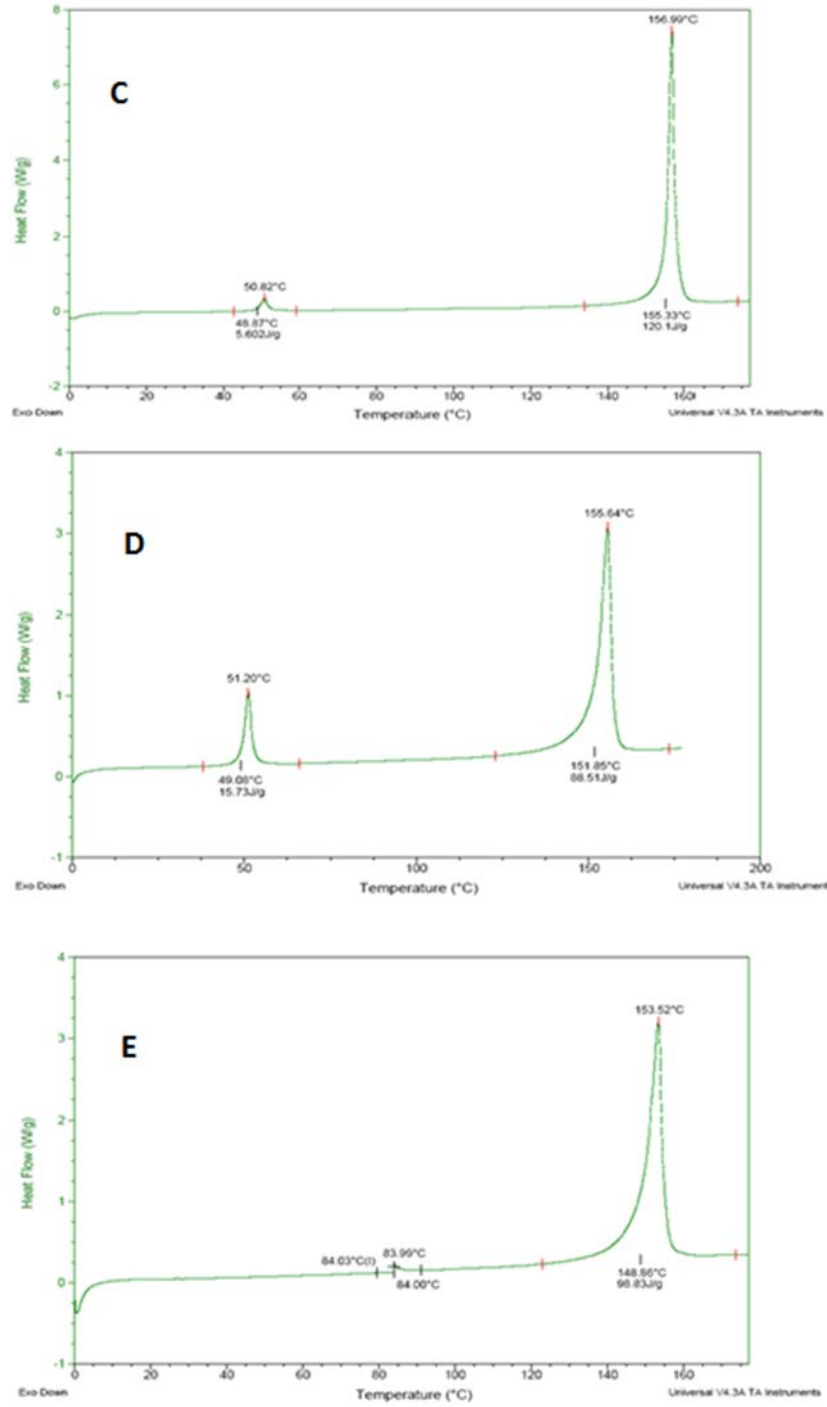 8
156.99°C
C
6
Heat Flow (W/g)
4
2
50.82°C
0
48.87°C
5.602J/g
155.33°C
120.1J/g
-2
0 20 40 60 80 100 120 140 160
Exo Down
Temperature (°C)
Universal V4.3A TA Instruments
4
155.64°C
D
3
Heat Flow (W/g)
2
51.20°C
1
0
49.08°C
15.73J/g
151.85°C
88.51J/g
-1
0 50 100 150 200
Exo Down
Temperature (°C)
Universal V4.3A TA Instrument
4
153.52°C
E
3
Heat Flow (W/g)
2
1
84.03°C(I) 83.99°C
0
84.00°C
148.86°C
98.83J/g
-1
0 20 40 60 80 100 120 140 160
Exo Down
Temperature (°C)
Universal V4.3A TA Instruments